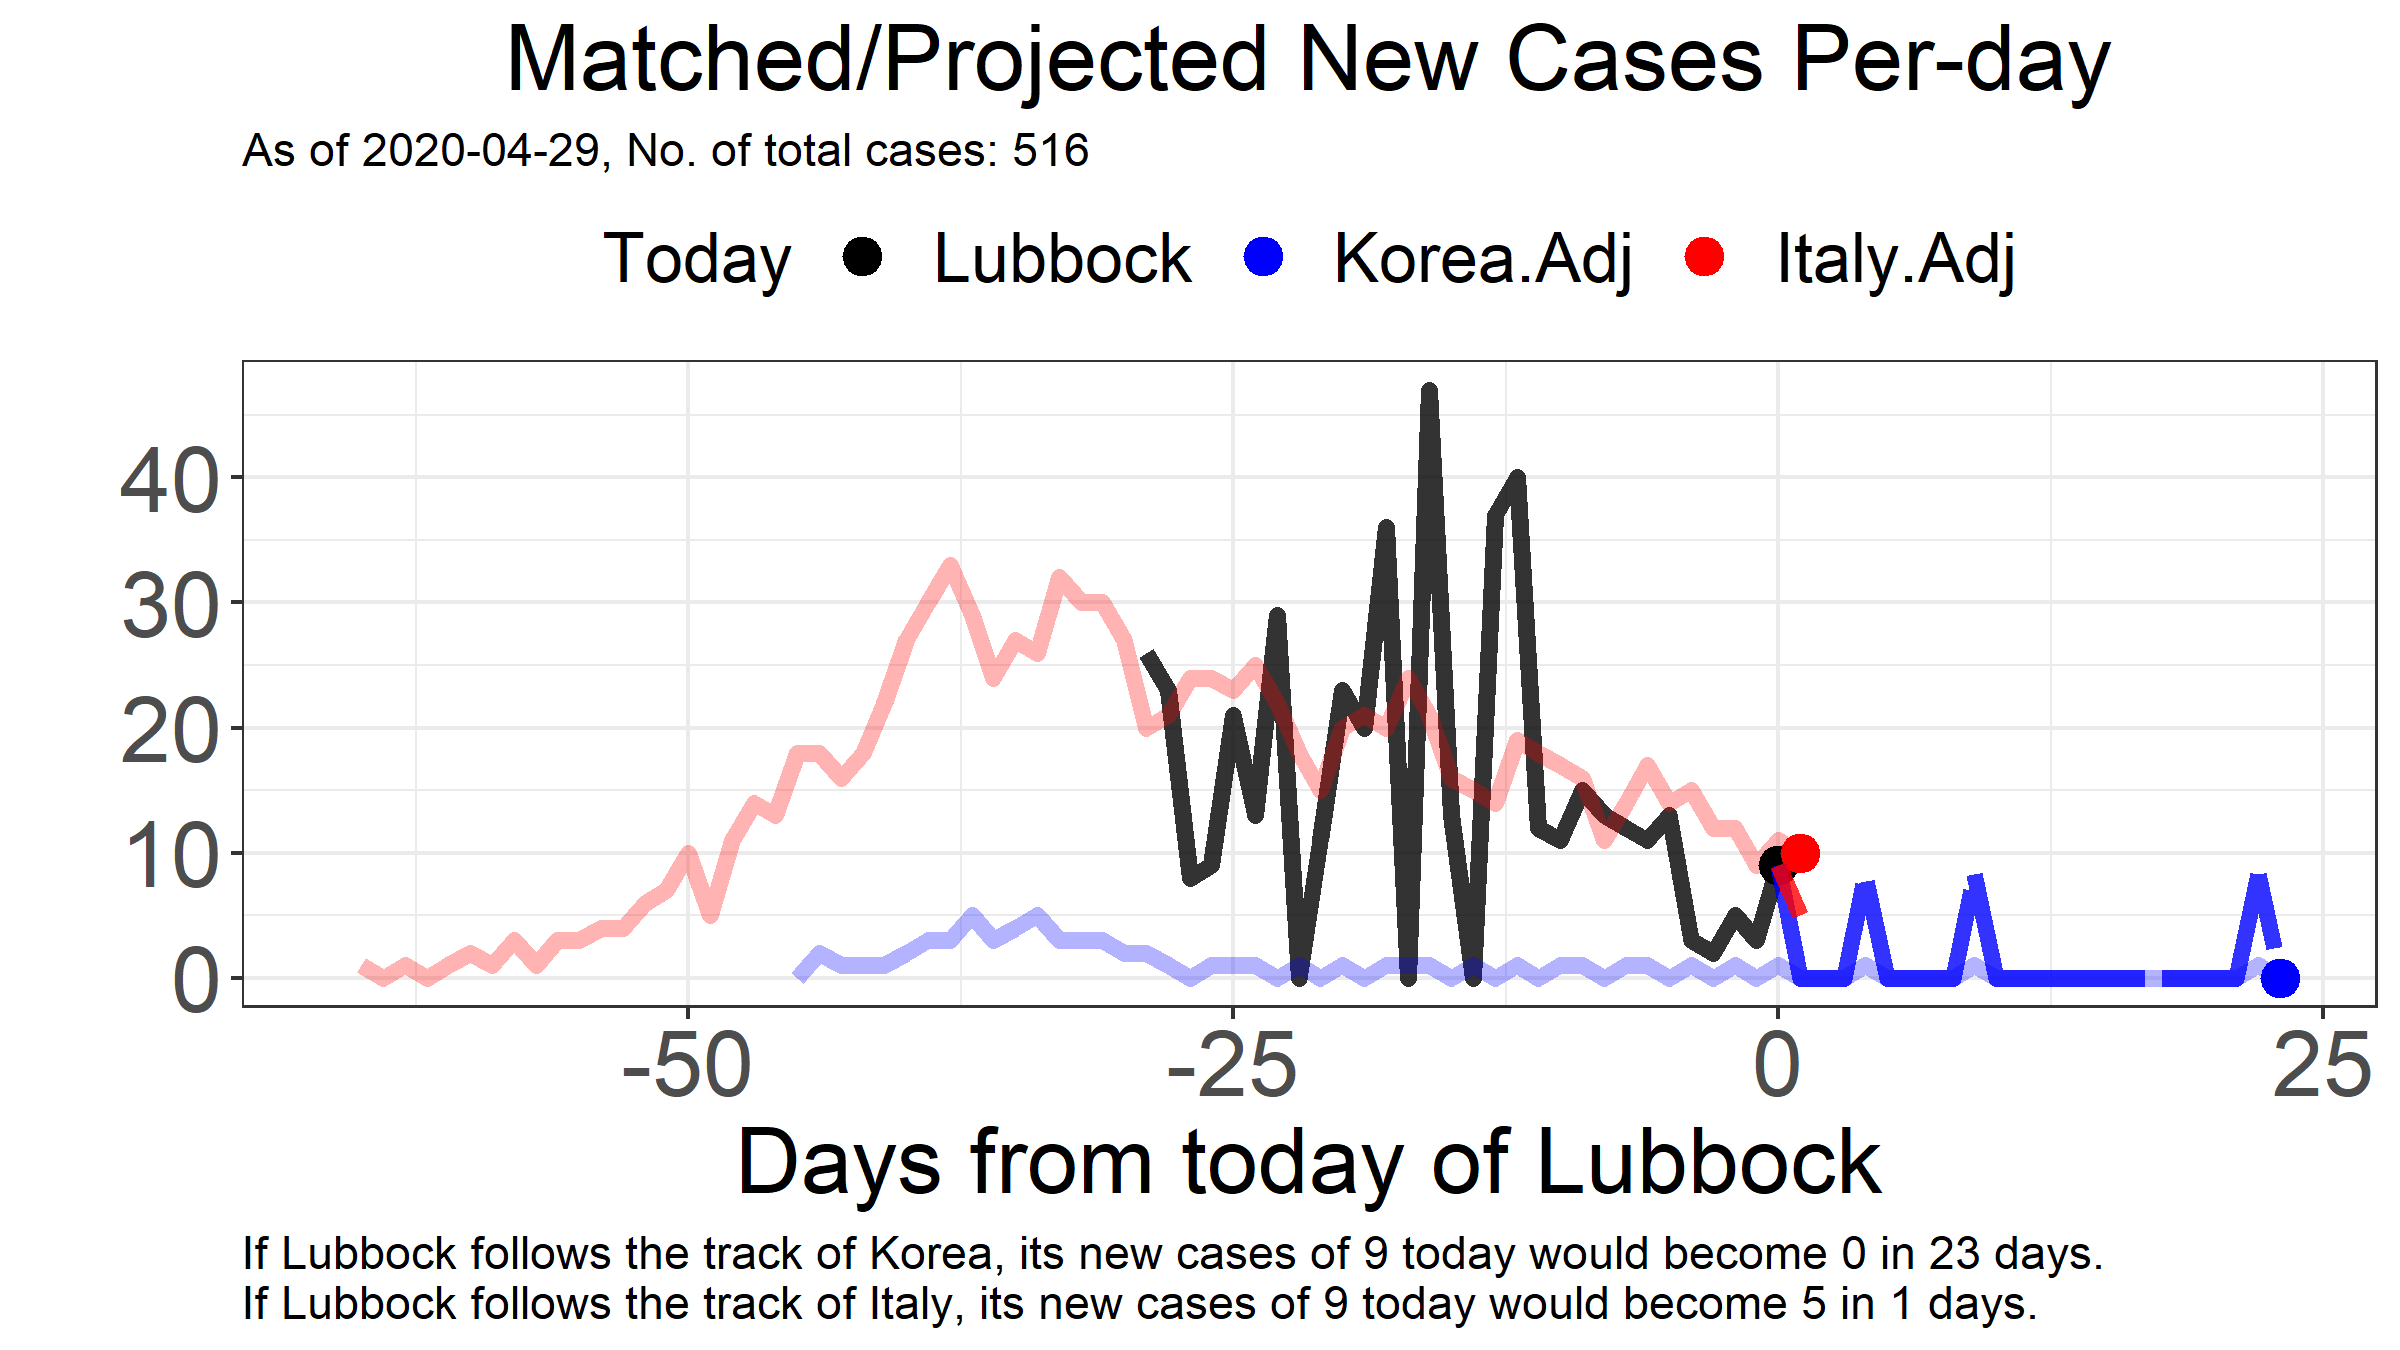 Matched/Projected New Cases Per-day
As of 2020-04-29, No. of total cases: 516
Today Lubbock Korea.Adj Italy.Adj
40
30
20
10
0
-50 -25 0 25
Days from today of Lubbock
If Lubbock follows the track of Korea, its new cases of 9 today would become 0 in 23 days.
If Lubbock follows the track of Italy, its new cases of 9 today would become 5 in 1 days.